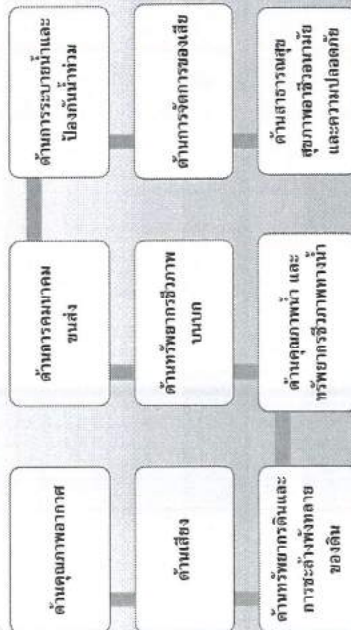 ด้านคุณภาพอากาศ
ด้านเสียง
ด้านทรัพยากรดินและ
การชะล้างพังทลาย
ของดิน
ด้านคุณภาพน้ำ และ
ทรัพยากรชีวภาพทางน้ำ
ด้านทรัพยากรชีวภาพ
บนบก
ด้านการคมนาคม
ขนส่ง
ด้านการระบายน้ำและ
ป้องกันน้ำท่วม
ด้านการจัดการของเสีย
ด้านสาธารณสุข
สุขภาพอาชีวอนามัย
และความปลอดภัย